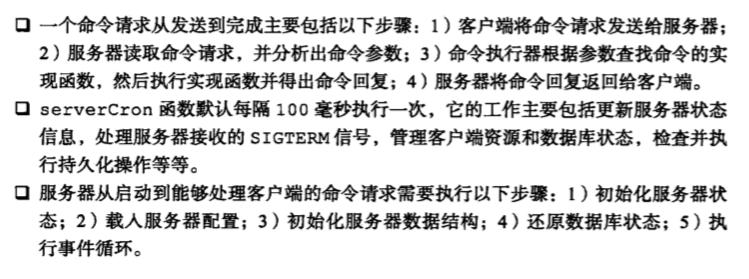 ❑ 一个命令请求从发送到完成主要包括以下步骤：1）客户端将命令请求发送给服务器；
2）服务器读取命令请求，并分析出命令参数；3）命令执行器根据参数查找命令的实
现函数，然后执行实现函数并得出命令回复；4）服务器将命令回复返回给客户端。
❑ serverCron 函数默认每隔 100 毫秒执行一次，它的工作主要包括更新服务器状态
信息，处理服务器接收的 SIGTERM 信号，管理客户端资源和数据库状态，检查并执
行持久化操作等等。
❑ 服务器从启动到能够处理客户端的命令请求需要执行以下步骤：1）初始化服务器状
态；2）载入服务器配置；3）初始化服务器数据结构；4）还原数据库状态；5）执
行事件循环。